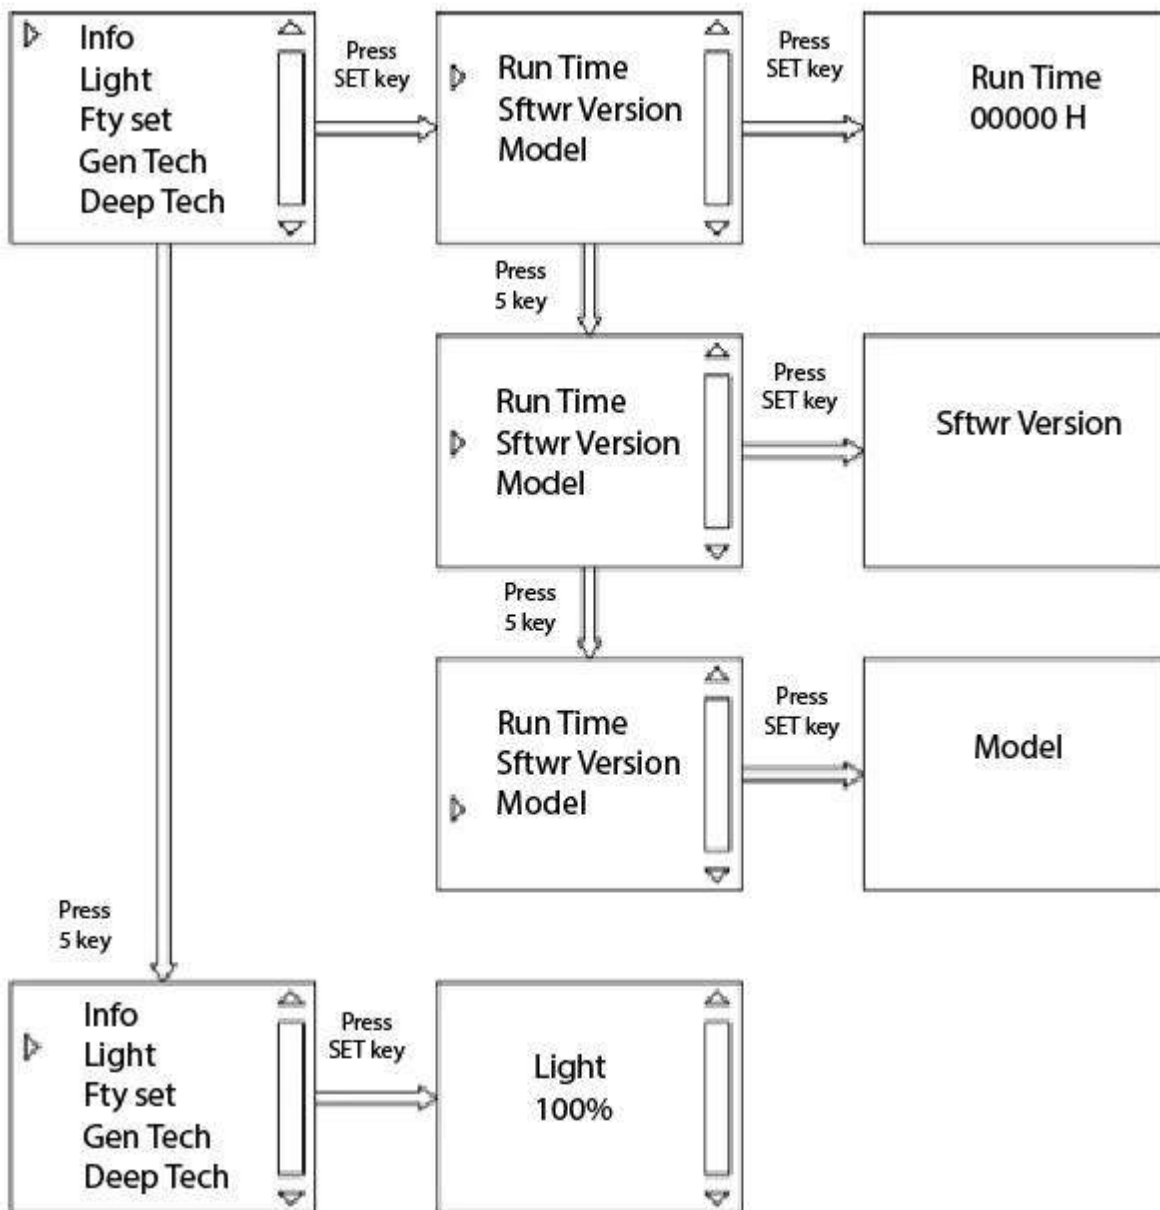 Info
Light
Fty set
Gen Tech
Deep Tech
Press
SET key
Run Time
Sftwr Version
Model
Press
SET key
Run Time
00000 H
Press
5 key
Run Time
Sftwr Version
Model
Press
SET key
Sftwr Version
Press
5 key
Run Time
Sftwr Version
Model
Press
SET key
Model
Press
5 key
Info
Light
Fty set
Gen Tech
Deep Tech
Press
SET key
Light
100%